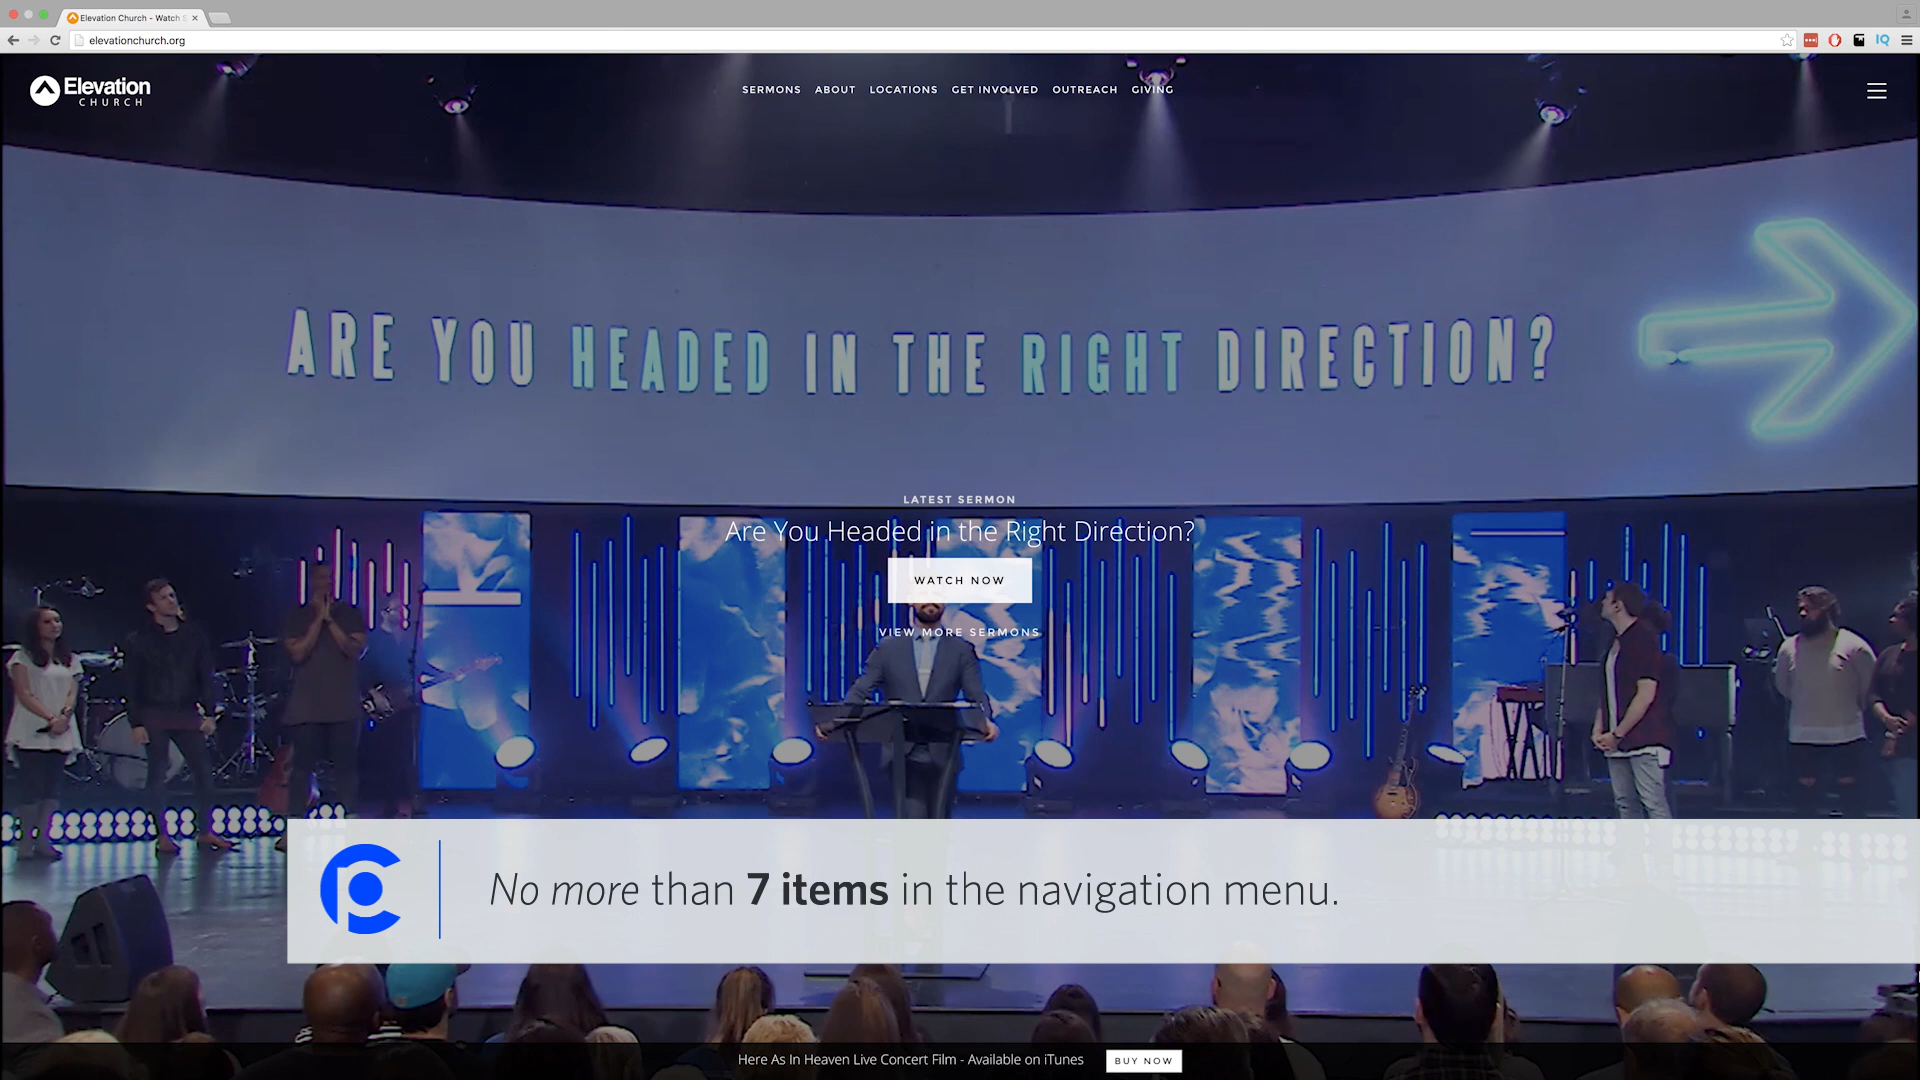 Elevation Church - Watch S
elevationchurch.org
IQ
Elevation
CHURCH
SERMONS ABOUT LOCATIONS GET INVOLVED OUTREACH GIVING
ARE YOU HEADED IN THE RIGHT DIRECTION?
LATEST SERMON
Are You Headed in the Right Direction?
WATCH NOW
VIEW MORE SERMONS
No more than 7 items in the navigation menu.
Here As In Heaven Live Concert Film - Available on iTunes BUY NOW